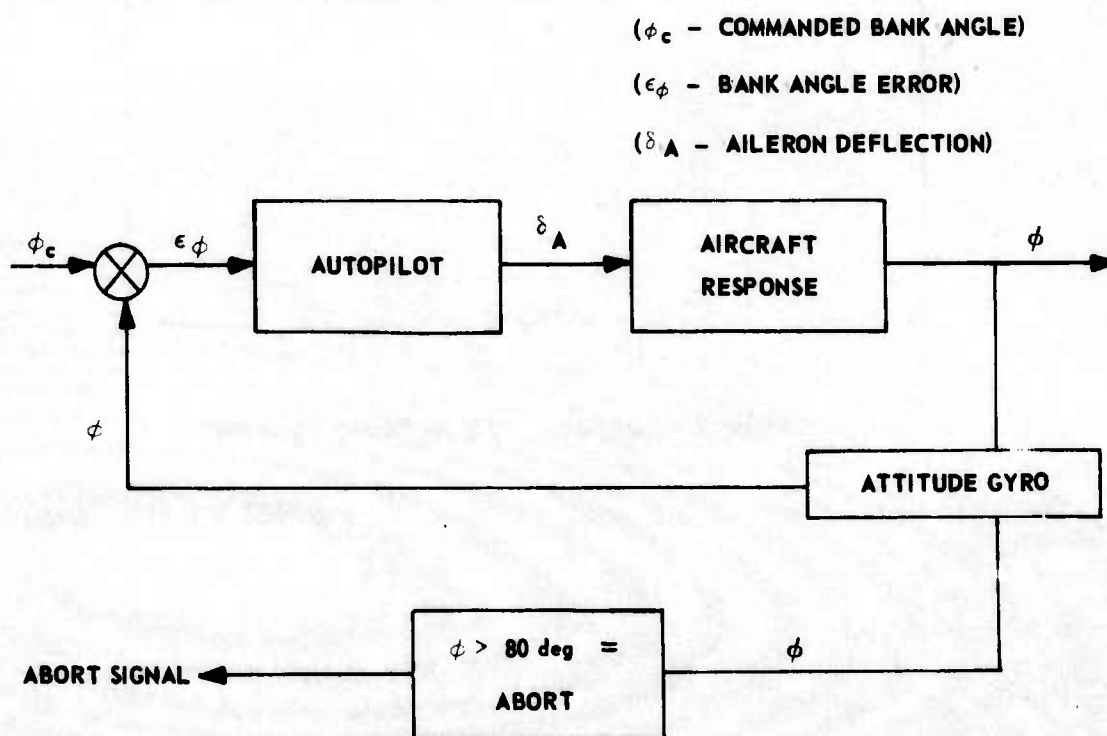 (ϕc – COMMANDED BANK ANGLE)
(εϕ – BANK ANGLE ERROR)
(δA – AILERON DEFLECTION)
ϕc
εϕ
AUTOPILOT
δA
AIRCRAFT
RESPONSE
ϕ
ϕ
ATTITUDE GYRO
ϕ > 80 deg =
ABORT
ϕ
ABORT SIGNAL